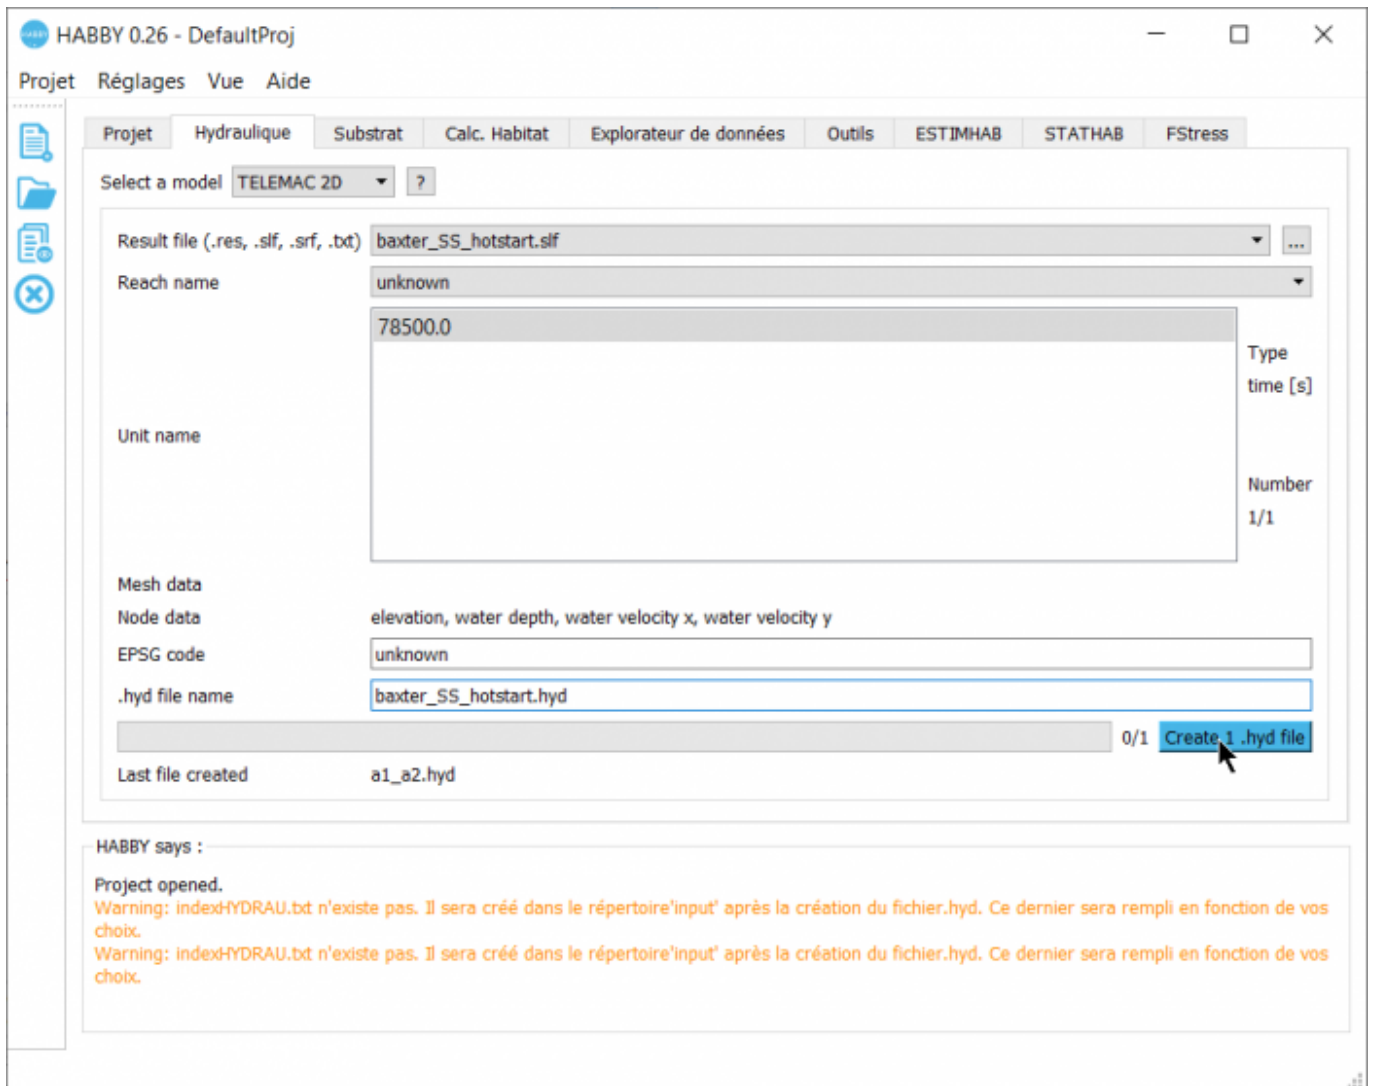 HABBY 0.26 - DefaultProj
Projet Réglages Vue Aide
Projet Hydraulique Substrat Calc. Habitat Explorateur de données Outils ESTIMHAB STATHAB FStress
Select a model TELEMAC 2D ?
Result file (.res, .slf, .srf, .txt) baxter_SS_hotstart.slf ...
Reach name unknown
78500.0
Type
time [s]
Unit name
Number
1/1
Mesh data
Node data elevation, water depth, water velocity x, water velocity y
EPSG code unknown
.hyd file name baxter_SS_hotstart.hyd
0/1 Create 1 .hyd file
Last file created a1_a2.hyd
HABBY says :
Project opened.
Warning: indexHYDRAU.txt n'existe pas. Il sera créé dans le répertoire'input' après la création du fichier.hyd. Ce dernier sera rempli en fonction de vos
choix.
Warning: indexHYDRAU.txt n'existe pas. Il sera créé dans le répertoire'input' après la création du fichier.hyd. Ce dernier sera rempli en fonction de vos
choix.